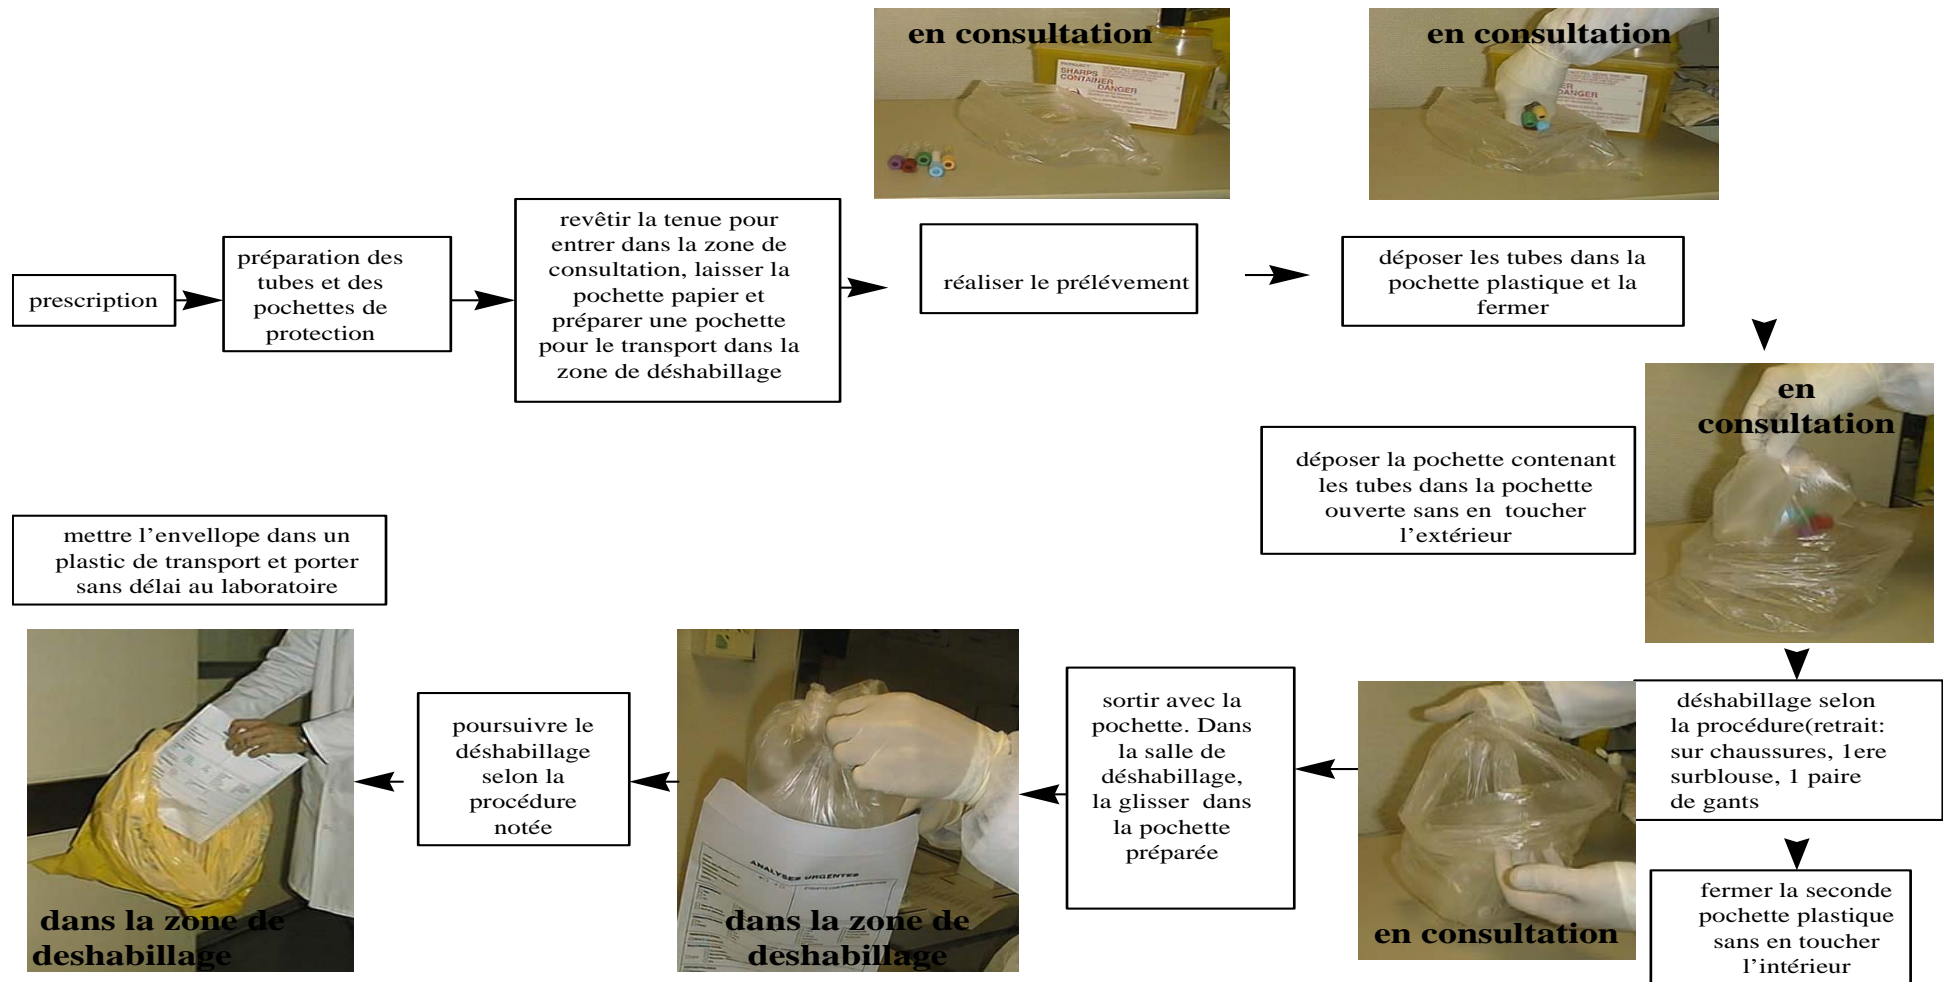 en consultation
SHARPS
CONTAINER
DANGER
en consultation
DANGER
prescription
préparation des
tubes et des
pochettes de
protection
revêtir la tenue pour
entrer dans la zone de
consultation, laisser la
pochette papier et
préparer une pochette
pour le transport dans la
zone de déshabillage
réaliser le prélévement
déposer les tubes dans la
pochette plastique et la
fermer
en
consultation
déposer la pochette contenant
les tubes dans la pochette
ouverte sans en toucher
l'extérieur
déshabillage selon
la procédure(retrait:
sur chaussures, 1ere
surblouse, 1 paire
de gants
fermer la seconde
pochette plastique
sans en toucher
l'intérieur
en consultation
sortir avec la
pochette. Dans
la salle de
déshabillage,
la glisser dans
la pochette
préparée
ANALYSES URGENTES
dans la zone de
deshabillage
poursuivre le
déshabillage
selon la
procédure
notée
mettre l'envellope dans un
plastic de transport et porter
sans délai au laboratoire
dans la zone de
deshabillage